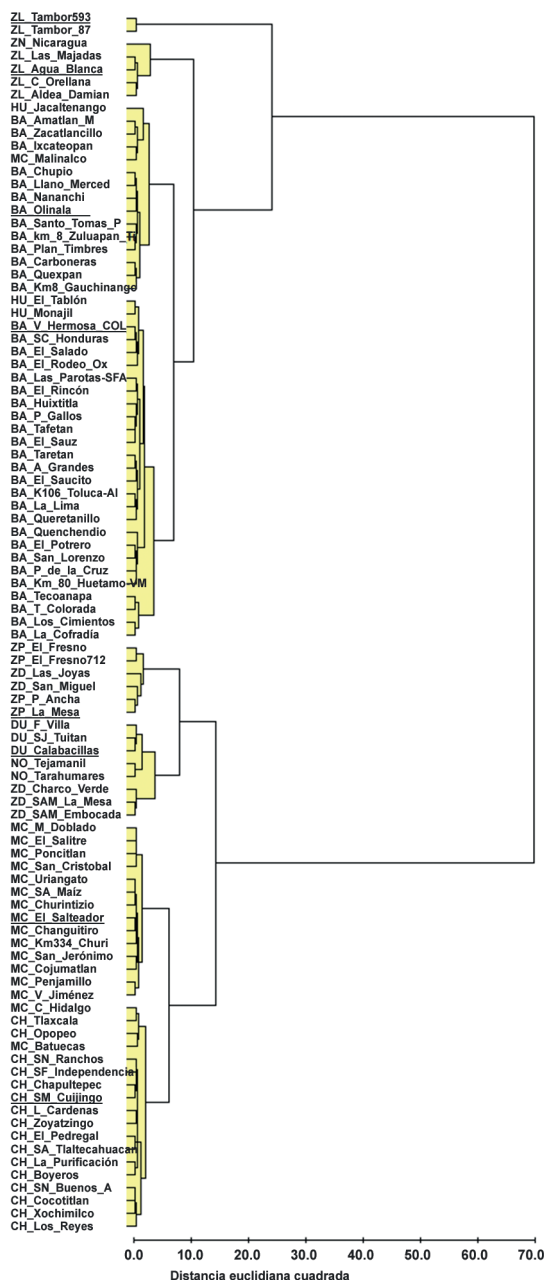 ZL_Tambor593
ZL_Tambor_87
ZN_Nicaragua
ZL_Las_Majadas
ZL_Agua_Blanca
ZL_C_Orellana
ZL_Aldea_Damian
HU_Jacaltenango
BA_Amatlan_M
BA_Zacatlancillo
BA_Ixcateopan
MC_Malinalco
BA_Chupio
BA_Llano_Merced
BA_Nananchi
BA_Olinala
BA_Santo_Tomas_P
BA_km_8_Zuluapan_Ti
BA_Plan_Timbres
BA_Carboneras
BA_Quexpan
BA_Km8_Gauchinango
HU_El_Tablón
HU_Monajil
BA_V_Hermosa_COL
BA_SC_Honduras
BA_El_Salado
BA_El_Rodeo_Ox
BA_Las_Parotas-SFA
BA_El_Rincón
BA_Huixtitla
BA_P_Gallos
BA_Tafetan
BA_El_Sauz
BA_Taretan
BA_A_Grandes
BA_El_Saucito
BA_K106_Toluca-Al
BA_La_Lima
BA_Queretanillo
BA_Quenchendio
BA_El_Potrero
BA_San_Lorenzo
BA_P_de_la_Cruz
BA_Km_80_Huetamo-VM
BA_Tecoanapa
BA_T_Colorada
BA_Los_Cimientos
BA_La_Cofradía
ZP_El_Fresno
ZP_El_Fresno712
ZD_Las_Joyas
ZD_San_Miguel
ZP_P_Ancha
ZP_La_Mesa
DU_F_Villa
DU_SJ_Tuitan
DU_Calabacillas
NO_Tejamanil
NO_Tarahumares
ZD_Charco_Verde
ZD_SAM_La_Mesa
ZD_SAM_Embocada
MC_M_Doblado
MC_El_Salitre
MC_Poncitlan
MC_San_Cristobal
MC_Uriangato
MC_SA_Maíz
MC_Churintizio
MC_El_Salteador
MC_Changuitiro
MC_Km334_Churi
MC_San_Jerónimo
MC_Cojumatlan
MC_Penjamillo
MC_V_Jiménez
MC_C_Hidalgo
CH_Tlaxcala
CH_Opopeo
MC_Batuecas
CH_SN_Ranchos
CH_SF_Independencia
CH_Chapultepec
CH_SM_Cuijingo
CH_L_Cardenas
CH_Zoyatzingo
CH_El_Pedregal
CH_SA_Tlaltecahuacan
CH_La_Purificación
CH_Boyeros
CH_SN_Buenos_A
CH_Cocotitlan
CH_Xochimilco
CH_Los_Reyes
0.0 10.0 20.0 30.0 40.0 50.0 60.0 70.0
Distancia euclidiana cuadrada